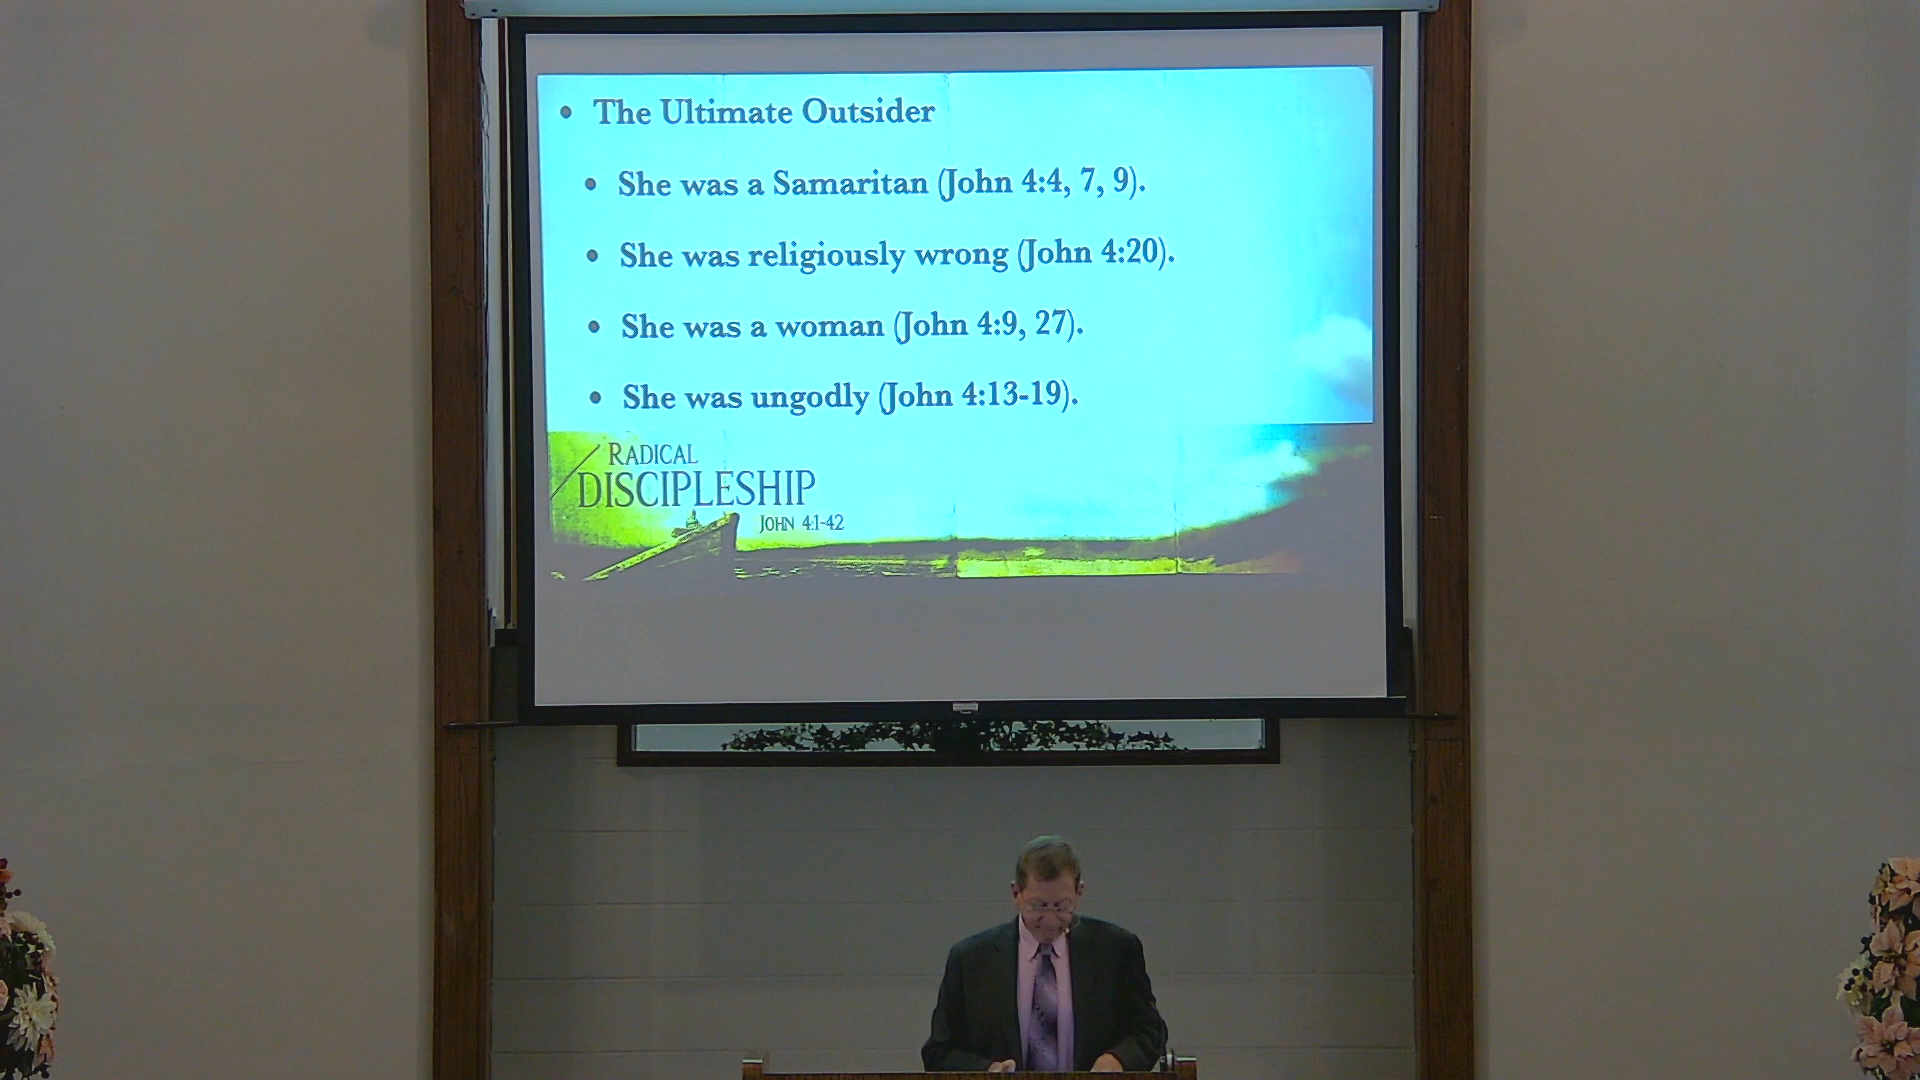 • The Ultimate Outsider
• She was a Samaritan (John 4:4, 7, 9).
• She was religiously wrong (John 4:20).
• She was a woman (John 4:9, 27).
• She was ungodly (John 4:13-19).
RADICAL
DISCIPLESHIP
JOHN 4:1-42